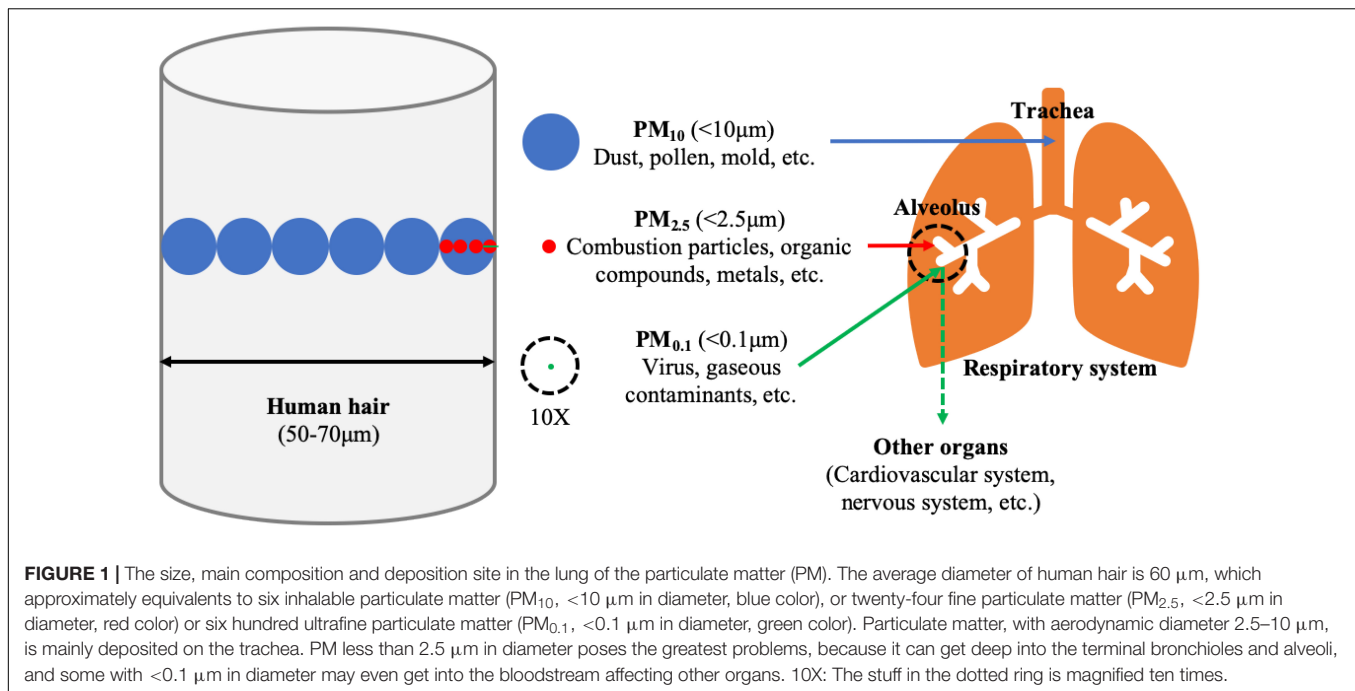 PM10 (<10μm)
Dust, pollen, mold, etc.
Trachea
PM2.5 (<2.5μm)
Combustion particles, organic
compounds, metals, etc.
Alveolus
PM0.1 (<0.1μm)
Virus, gaseous
contaminants, etc.
Respiratory system
Human hair
(50-70μm)
10X
Other organs
(Cardiovascular system,
nervous system, etc.)
FIGURE 1 | The size, main composition and deposition site in the lung of the particulate matter (PM). The average diameter of human hair is 60 μm, which
approximately equivalents to six inhalable particulate matter (PM10, <10 μm in diameter, blue color), or twenty-four fine particulate matter (PM2.5, <2.5 μm in
diameter, red color) or six hundred ultrafine particulate matter (PM0.1, <0.1 μm in diameter, green color). Particulate matter, with aerodynamic diameter 2.5–10 μm,
is mainly deposited on the trachea. PM less than 2.5 μm in diameter poses the greatest problems, because it can get deep into the terminal bronchioles and alveoli,
and some with <0.1 μm in diameter may even get into the bloodstream affecting other organs. 10X: The stuff in the dotted ring is magnified ten times.